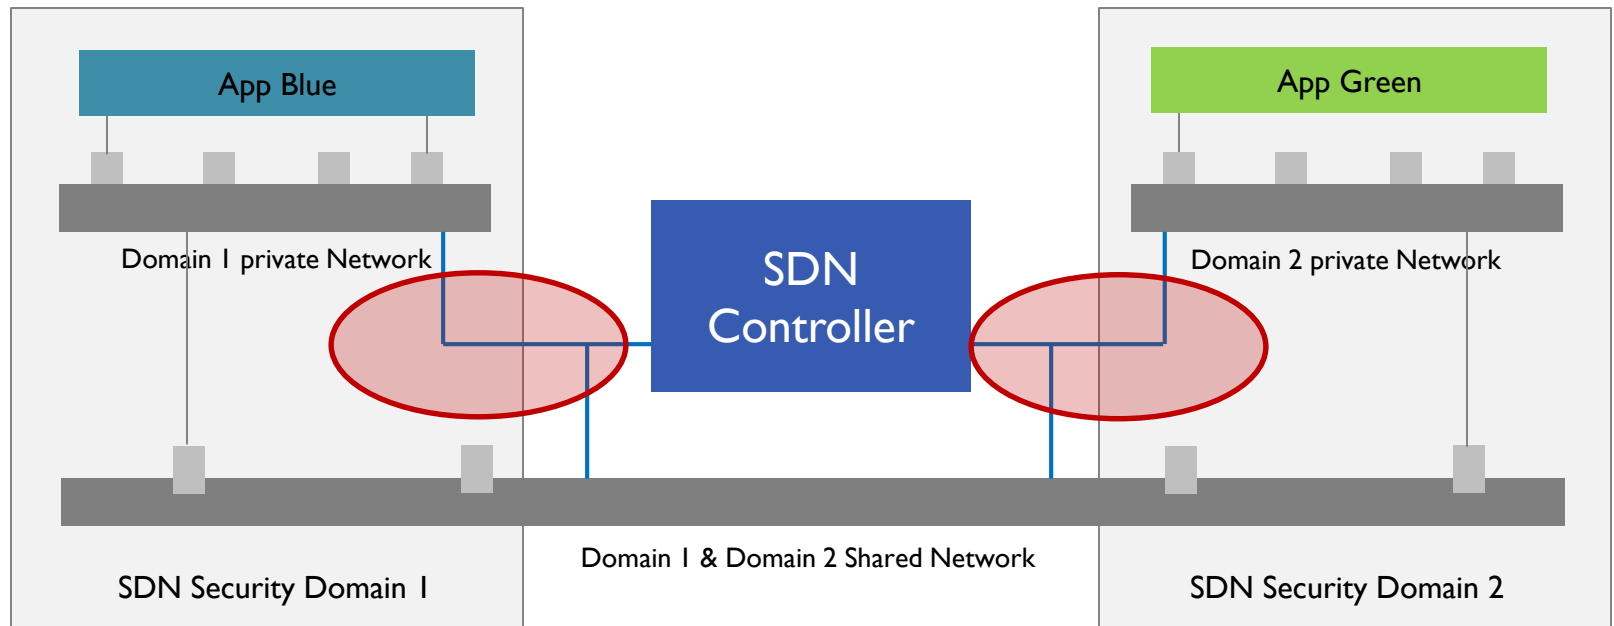 App Blue
App Green
Domain 1 private Network
SDN
Controller
Domain 2 private Network
Domain 1 & Domain 2 Shared Network
SDN Security Domain 1
SDN Security Domain 2